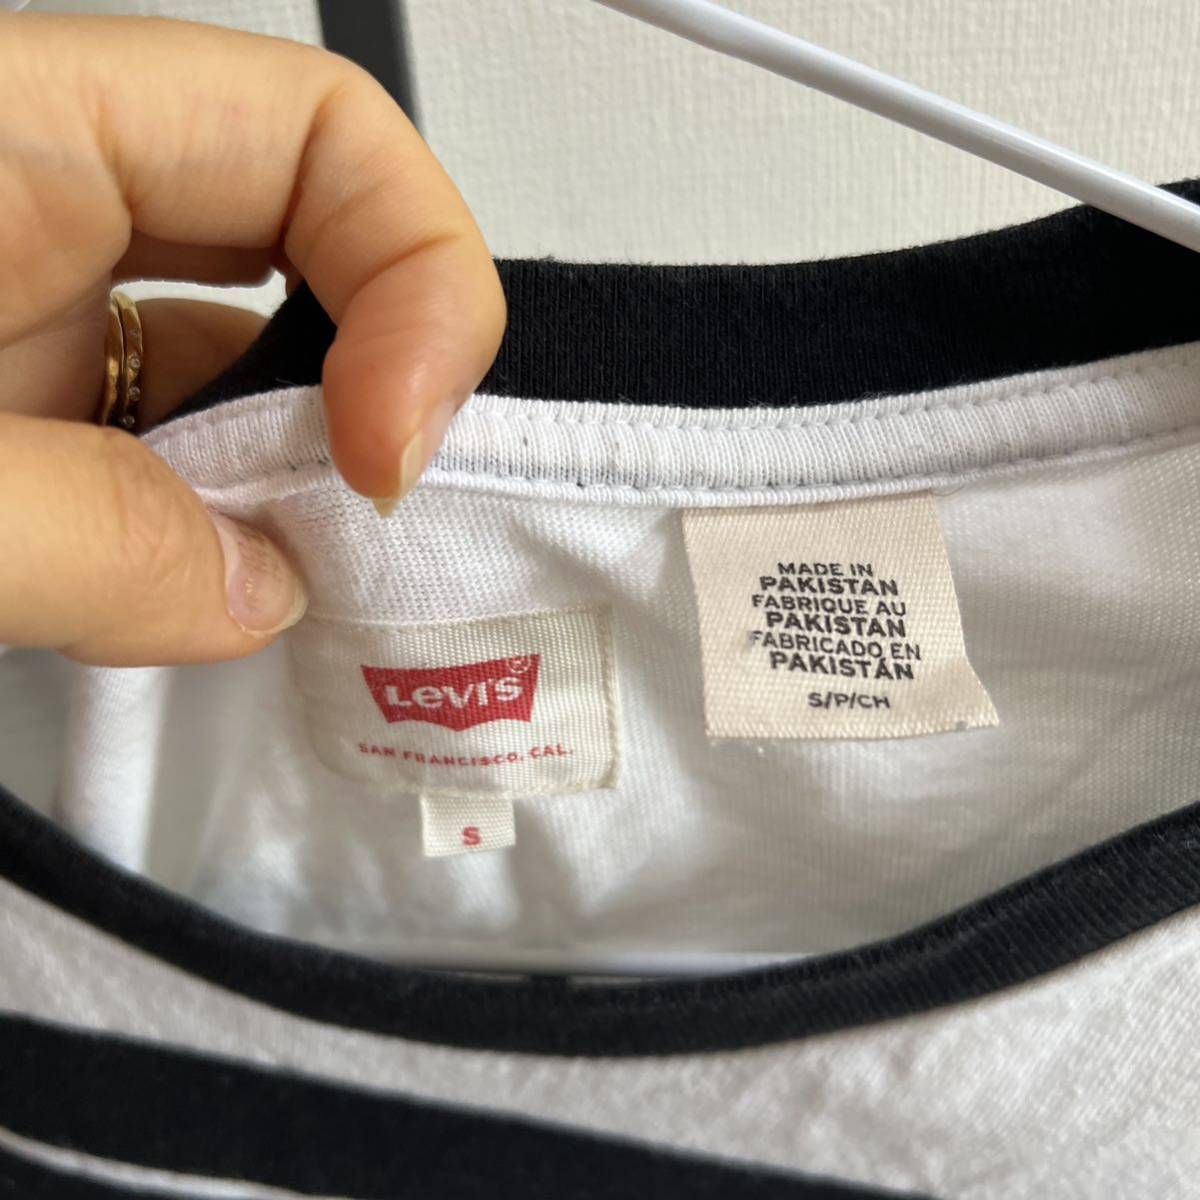 LEVI'S®
SAN FRANCISCO, CAL.
S
MADE IN
PAKISTAN
FABRIQUE AU
PAKISTAN
FABRICADO EN
PAKISTÁN
S/P/CH